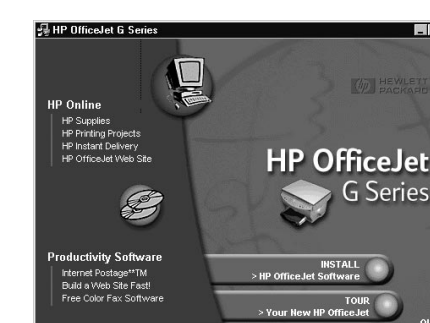 HP OfficeJet G Series
HEWLETT
PACKARD
HP Online
HP Supplies
HP Printing Projects
HP Instant Delivery
HP OfficeJet Web Site
HP OfficeJet
G Series
Productivity Software
Internet Postage**TM
Build a Web Site Fast!
Free Color Fax Software
INSTALL
> HP OfficeJet Software
TOUR
> Your New HP OfficeJet